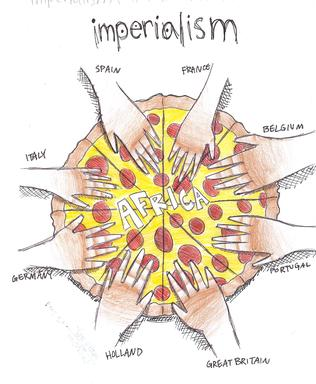 imperialism
SPAIN
FRANCE
BELGIUM
ITALY
AFRICA
GERMANY
PORTUGAL
HOLLAND
GREAT BRITAIN